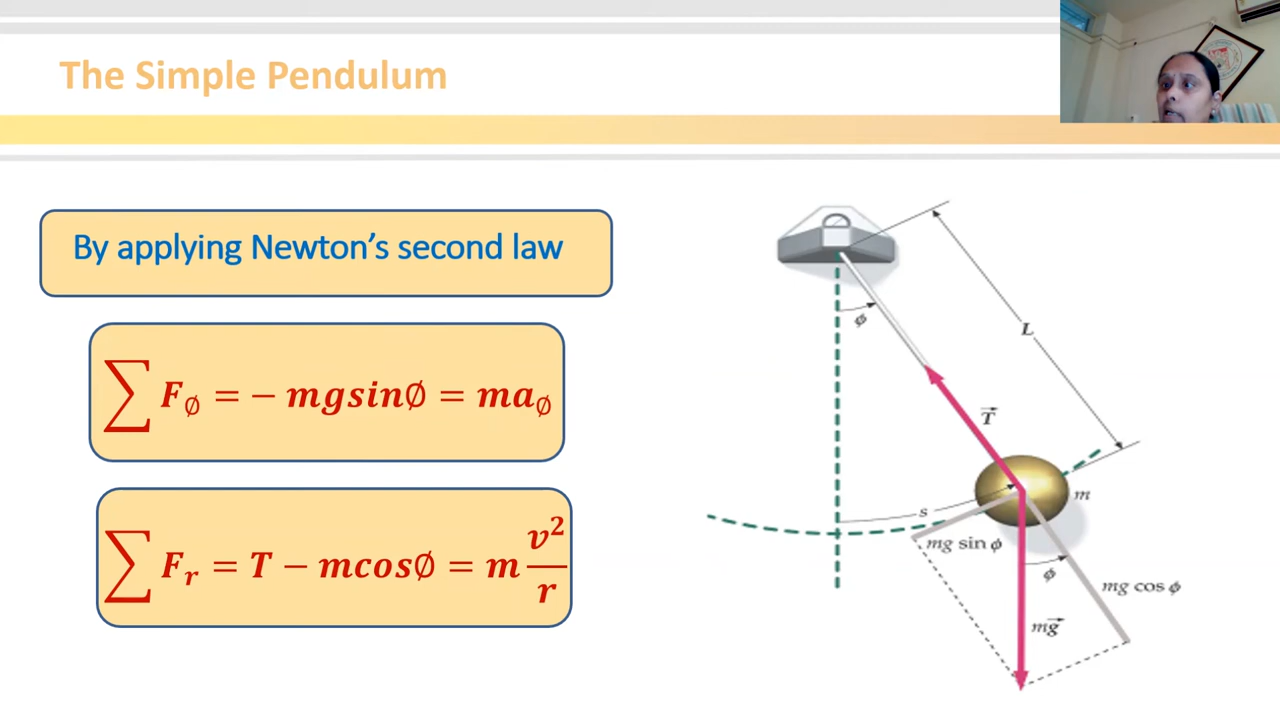 The Simple Pendulum
By applying Newton's second law
∑ F∅ = − mgsin∅ = ma∅
∑ Fr = T − mcos∅ = m v²/r
ϕ
L
T⃗
m
s
mg sin ϕ
ϕ
mg cos ϕ
mg⃗